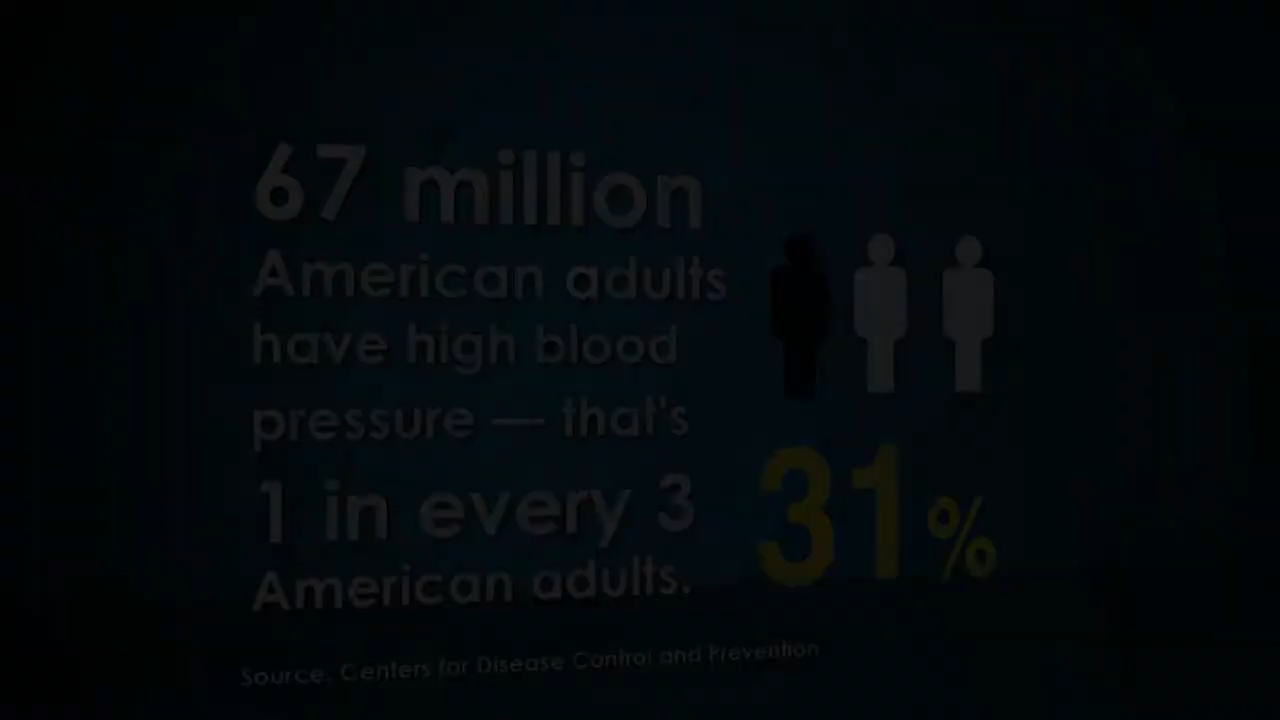 67 million
American adults
have high blood
pressure — that's
1 in every 3
American adults.
31%
Source, Centers for Disease Control and Prevention